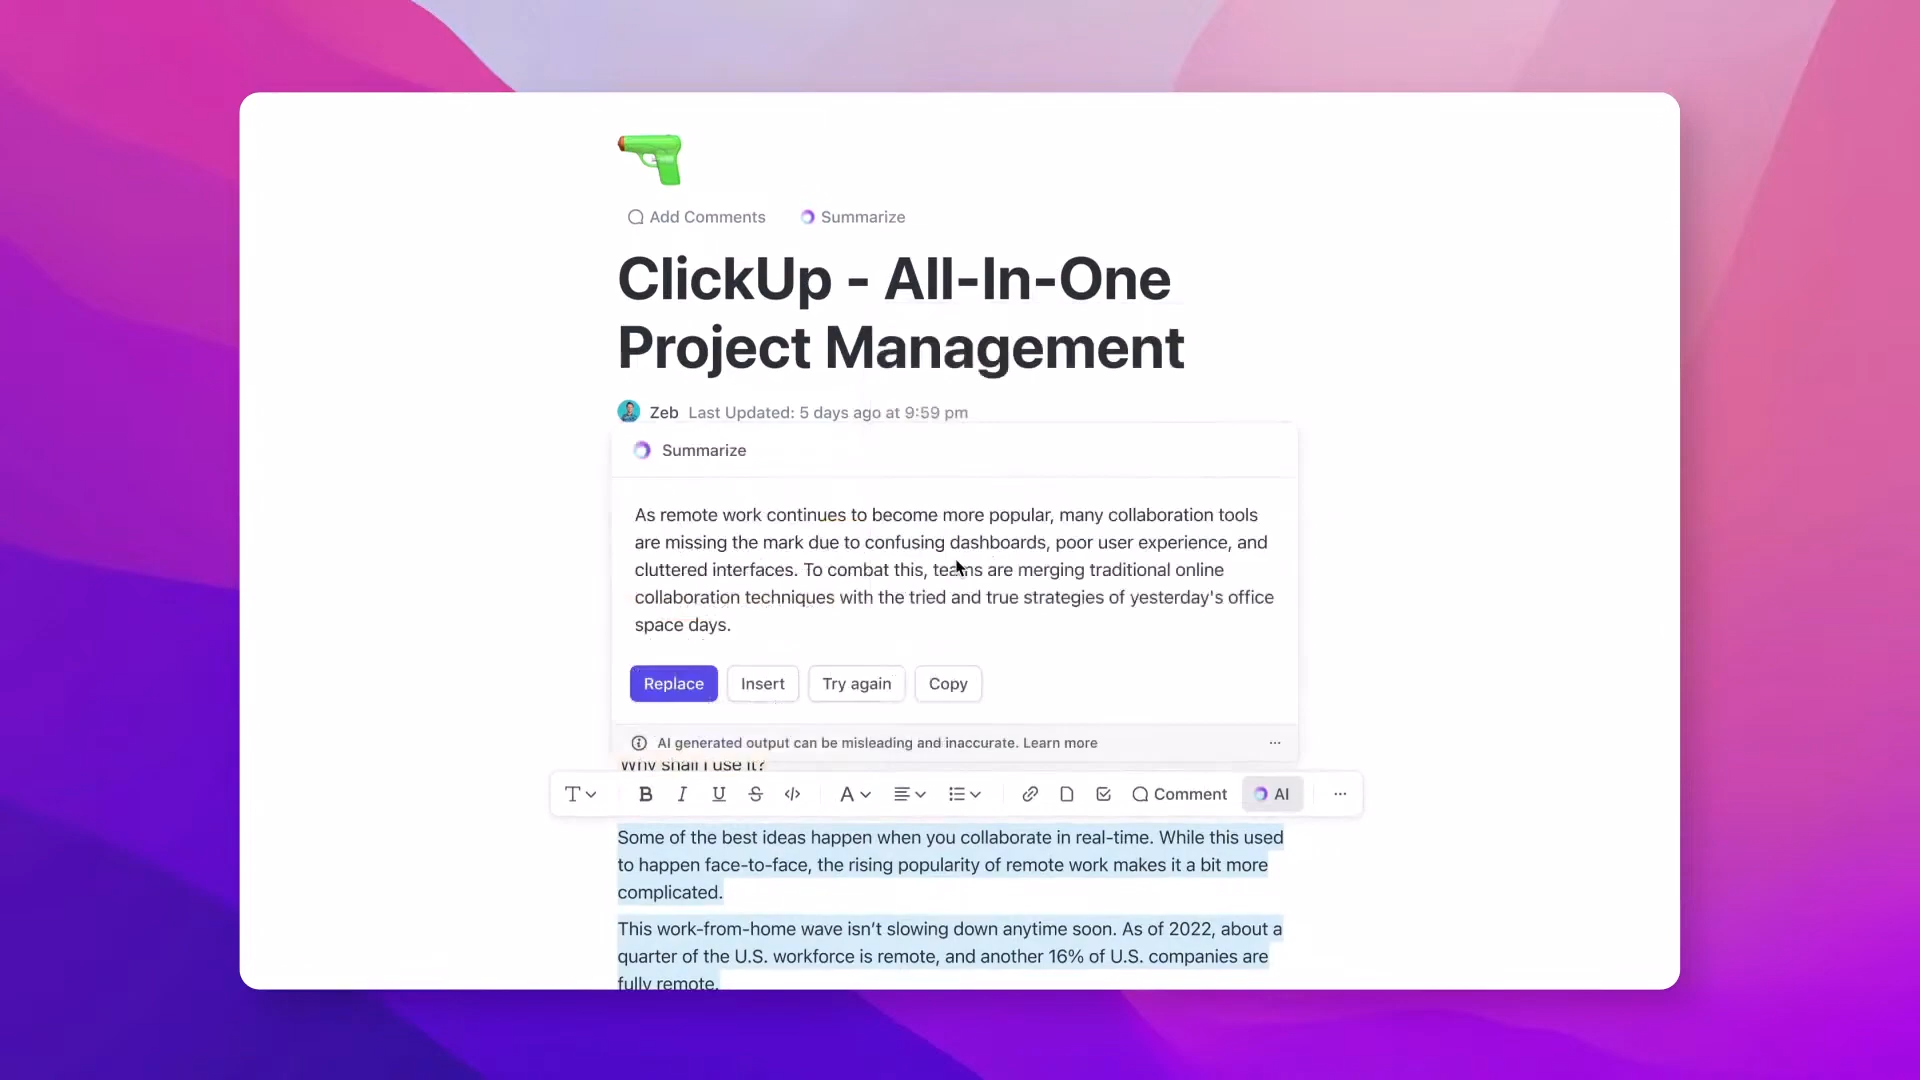 Add Comments Summarize
ClickUp - All-In-One
Project Management
Zeb Last Updated: 5 days ago at 9:59 pm
Summarize
As remote work continues to become more popular, many collaboration tools
are missing the mark due to confusing dashboards, poor user experience, and
cluttered interfaces. To combat this, teams are merging traditional online
collaboration techniques with the tried and true strategies of yesterday's office
space days.
Replace Insert Try again Copy
AI generated output can be misleading and inaccurate. Learn more
Why shall I use it?
T B I U S </> A Comment AI
Some of the best ideas happen when you collaborate in real-time. While this used
to happen face-to-face, the rising popularity of remote work makes it a bit more
complicated.
This work-from-home wave isn’t slowing down anytime soon. As of 2022, about a
quarter of the U.S. workforce is remote, and another 16% of U.S. companies are
fully remote.